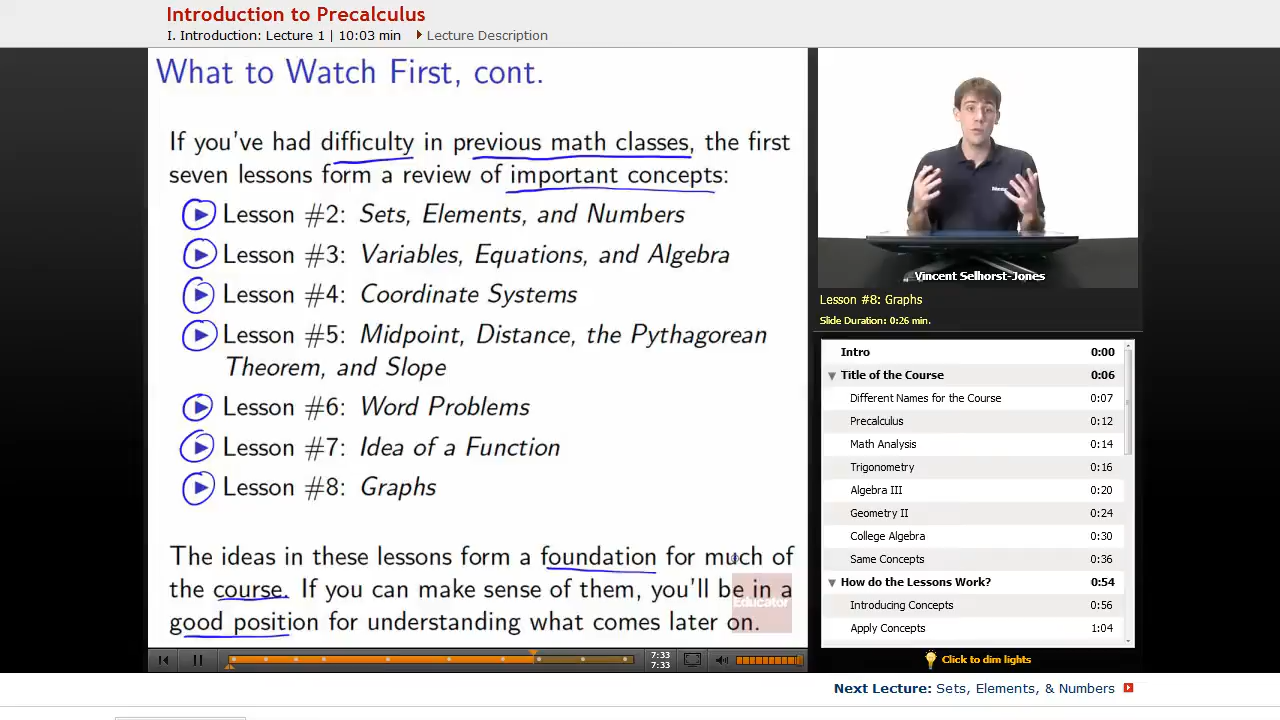 Introduction to Precalculus
I. Introduction: Lecture 1 | 10:03 min
Lecture Description
What to Watch First, cont.
If you've had difficulty in previous math classes, the first
seven lessons form a review of important concepts:
Lesson #2: Sets, Elements, and Numbers
Lesson #3: Variables, Equations, and Algebra
Lesson #4: Coordinate Systems
Lesson #5: Midpoint, Distance, the Pythagorean
Theorem, and Slope
Lesson #6: Word Problems
Lesson #7: Idea of a Function
Lesson #8: Graphs
The ideas in these lessons form a foundation for much of
the course. If you can make sense of them, you'll be in a
good position for understanding what comes later on.
Educator
Vincent Selhorst-Jones
Lesson #8: Graphs
Slide Duration: 0:26 min.
Intro 0:00
Title of the Course 0:06
Different Names for the Course 0:07
Precalculus 0:12
Math Analysis 0:14
Trigonometry 0:16
Algebra III 0:20
Geometry II 0:24
College Algebra 0:30
Same Concepts 0:36
How do the Lessons Work? 0:54
Introducing Concepts 0:56
Apply Concepts 1:04
7:33
7:33
Click to dim lights
Next Lecture: Sets, Elements, & Numbers